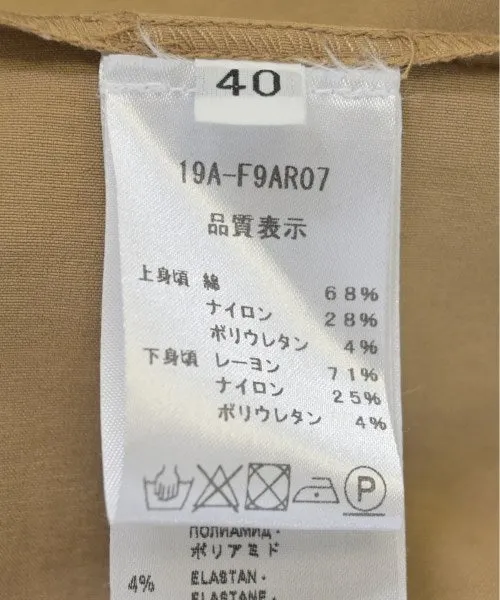 40
19A-F9AR07
品質表示
上身頃 綿 68%
ナイロン 28%
ポリウレタン 4%
下身頃 レーヨン 71%
ナイロン 25%
ポリウレタン 4%
P
ПОЛИАМИД·
ポリアミド
4% ELASTAN·
ELASTANE·